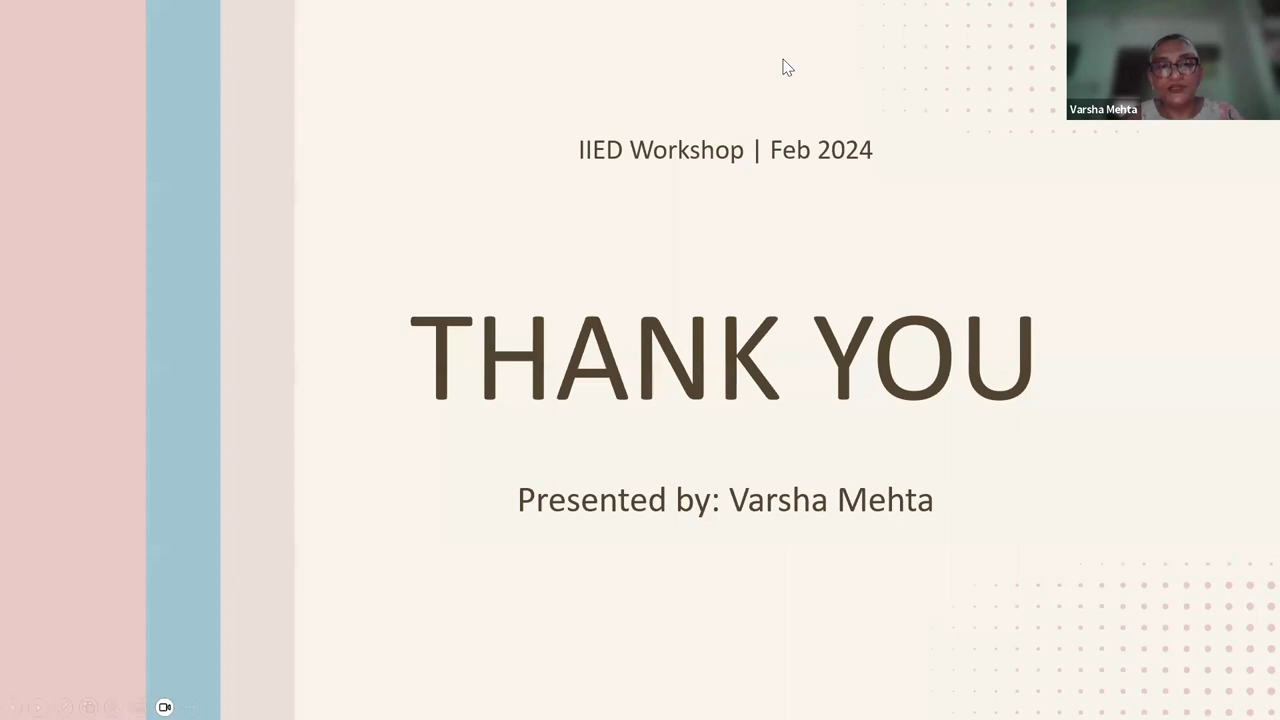 Varsha Mehta
IIED Workshop | Feb 2024
THANK YOU
Presented by: Varsha Mehta